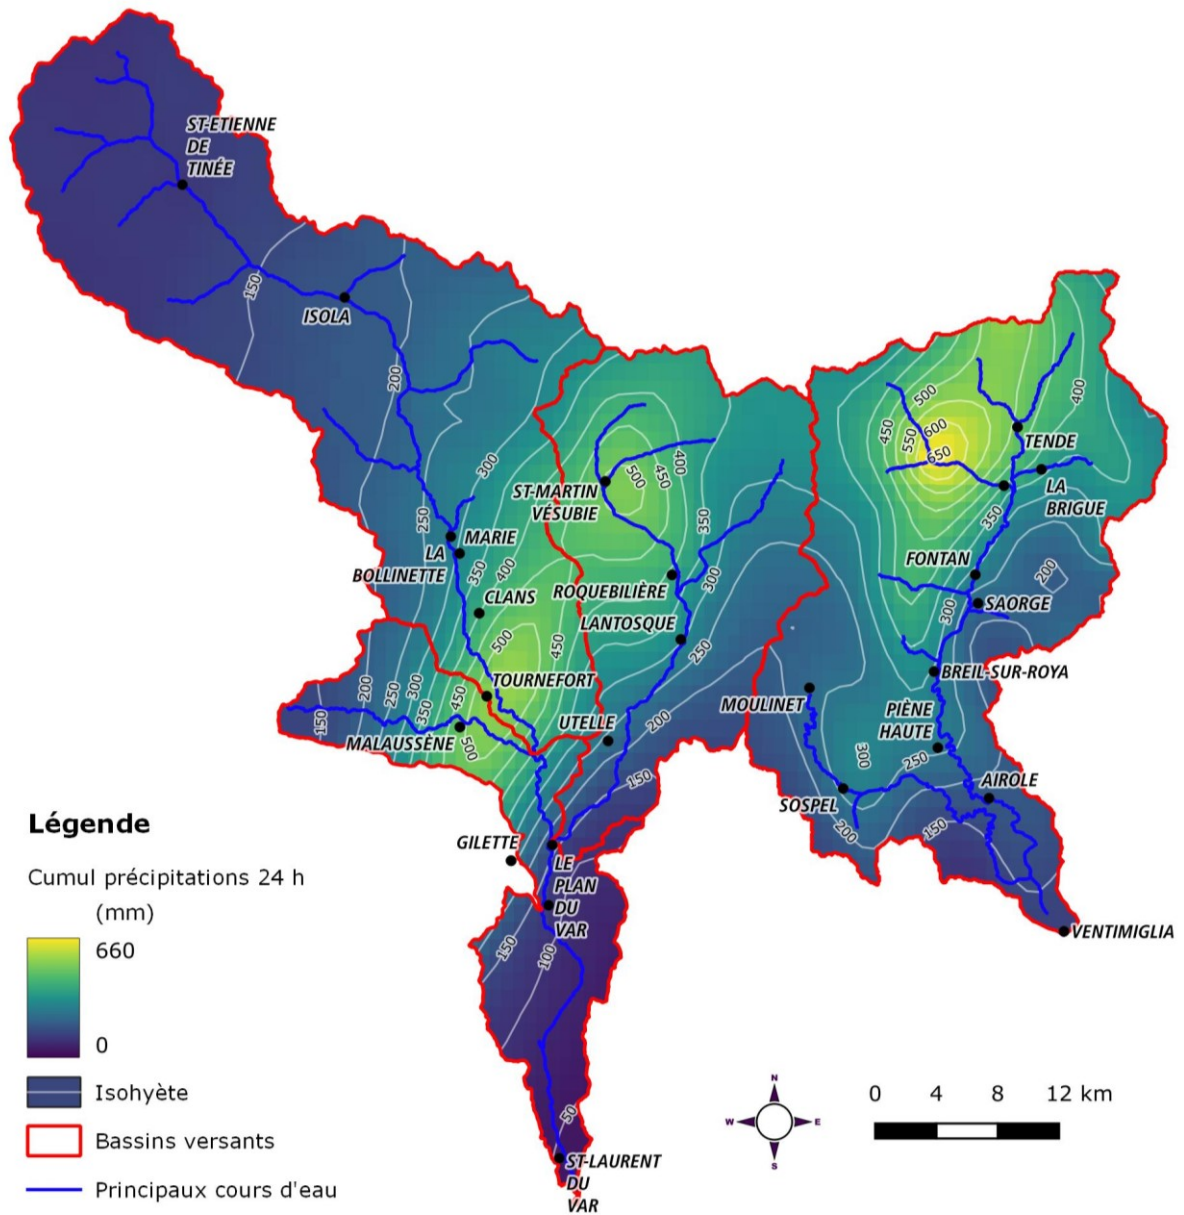 ST-ETIENNE
DE
TINÉE
150
ISOLA
200
500
400
450
550
600
650
TENDE
LA
BRIGUE
300
ST-MARTIN
VÉSUBIE
500
450
400
350
350
250
MARIE
LA
BOLLINETTE
350
400
CLANS
ROQUEBILIÈRE
300
LANTOSQUE
FONTAN
200
SAORGE
300
500
450
250
TOURNEFORT
BREIL-SUR-ROYA
200
250
300
350
450
150
MALAUSSÈNE
500
UTELLE
200
150
MOULINET
PIÈNE
HAUTE
300
250
AIROLE
SOSPEL
200
150
VENTIMIGLIA
GILETTE
LE
PLAN
DU
VAR
150
100
50
ST-LAURENT
DU
VAR
Légende
Cumul précipitations 24 h
(mm)
660
0
Isohyète
Bassins versants
Principaux cours d'eau
N
W
E
S
0 4 8 12 km